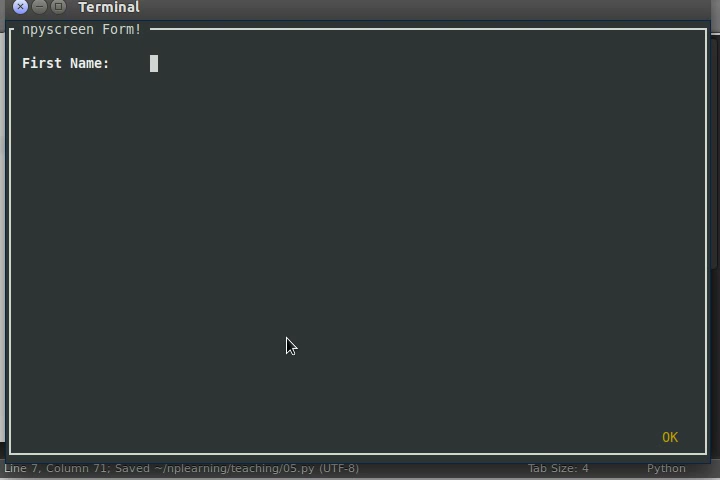 Terminal
npyscreen Form!
First Name:
OK
Line 7, Column 71; Saved ~/nplearning/teaching/05.py (UTF-8)
Tab Size: 4
Python